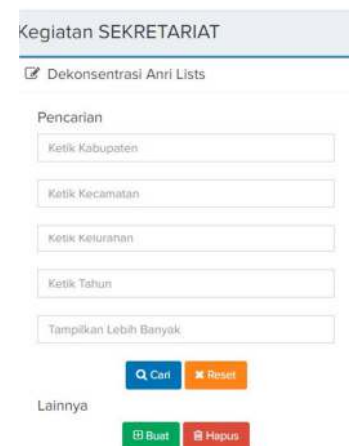 Kegiatan SEKRETARIAT
Dekonsentrasi Anri Lists
Pencarian
Ketik Kabupaten
Ketik Kecamatan
Ketik Kelurahan
Ketik Tahun
Tampilkan Lebih Banyak
Cari Reset
Lainnya
Buat Hapus